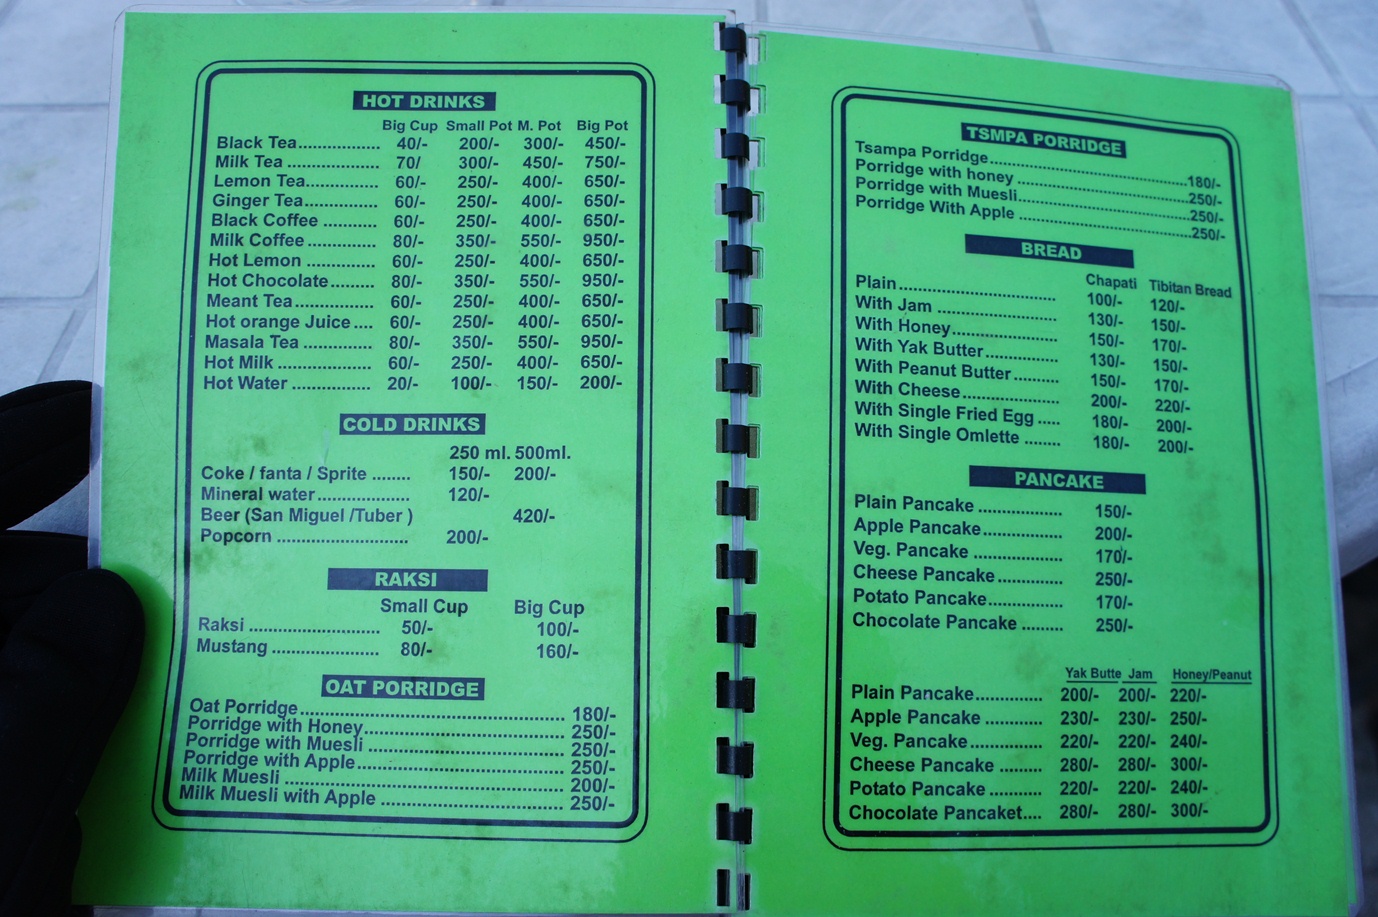 HOT DRINKS
Big Cup Small Pot M. Pot Big Pot
Black Tea.................. 40/- 200/- 300/- 450/-
Milk Tea .................... 70/ 300/- 450/- 750/-
Lemon Tea................ 60/- 250/- 400/- 650/-
Ginger Tea................ 60/- 250/- 400/- 650/-
Black Coffee ............. 60/- 250/- 400/- 650/-
Milk Coffee ............... 80/- 350/- 550/- 950/-
Hot Lemon ................ 60/- 250/- 400/- 650/-
Hot Chocolate........... 80/- 350/- 550/- 950/-
Meant Tea ................. 60/- 250/- 400/- 650/-
Hot orange Juice .... 60/- 250/- 400/- 650/-
Masala Tea ................ 80/- 350/- 550/- 950/-
Hot Milk ..................... 60/- 250/- 400/- 650/-
Hot Water .................. 20/- 100/- 150/- 200/-
COLD DRINKS
250 ml. 500ml.
Coke / fanta / Sprite ........ 150/- 200/-
Mineral water................... 120/-
Beer (San Miguel /Tuber ) 420/-
Popcorn ........................... 200/-
RAKSI
Small Cup Big Cup
Raksi ........................... 50/- 100/-
Mustang ...................... 80/- 160/-
OAT PORRIDGE
Oat Porridge...................................................... 180/-
Porridge with Honey......................................... 250/-
Porridge with Muesli ........................................ 250/-
Porridge with Apple........................................... 250/-
Milk Muesli ........................................................ 200/-
Milk Muesli with Apple ..................................... 250/-
TSMPA PORRIDGE
Tsampa Porridge........................................180/-
Porridge with honey ...................................250/-
Porridge with Muesli...................................250/-
Porridge With Apple ...................................250/-
BREAD
Chapati Tibitan Bread
Plain ................................. 100/- 120/-
With Jam ......................... 130/- 150/-
With Honey...................... 150/- 170/-
With Yak Butter............... 130/- 150/-
With Peanut Butter.......... 150/- 170/-
With Cheese.................... 200/- 220/-
With Single Fried Egg ..... 180/- 200/-
With Single Omlette ....... 180/- 200/-
PANCAKE
Plain Pancake ................. 150/-
Apple Pancake................ 200/-
Veg. Pancake .................. 170/-
Cheese Pancake ............. 250/-
Potato Pancake............... 170/-
Chocolate Pancake ........ 250/-
Yak Butte Jam Honey/Peanut
Plain Pancake............. 200/- 200/- 220/-
Apple Pancake ........... 230/- 230/- 250/-
Veg. Pancake.............. 220/- 220/- 240/-
Cheese Pancake ........ 280/- 280/- 300/-
Potato Pancake .......... 220/- 220/- 240/-
Chocolate Pancaket.... 280/- 280/- 300/-